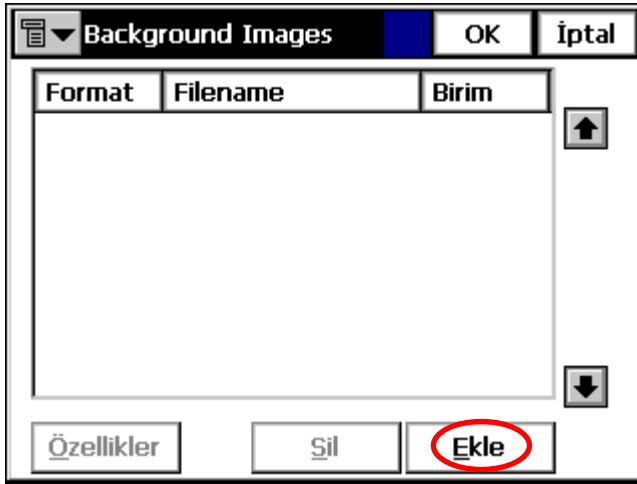 Background Images OK İptal
Format Filename Birim
Özellikler Sil Ekle